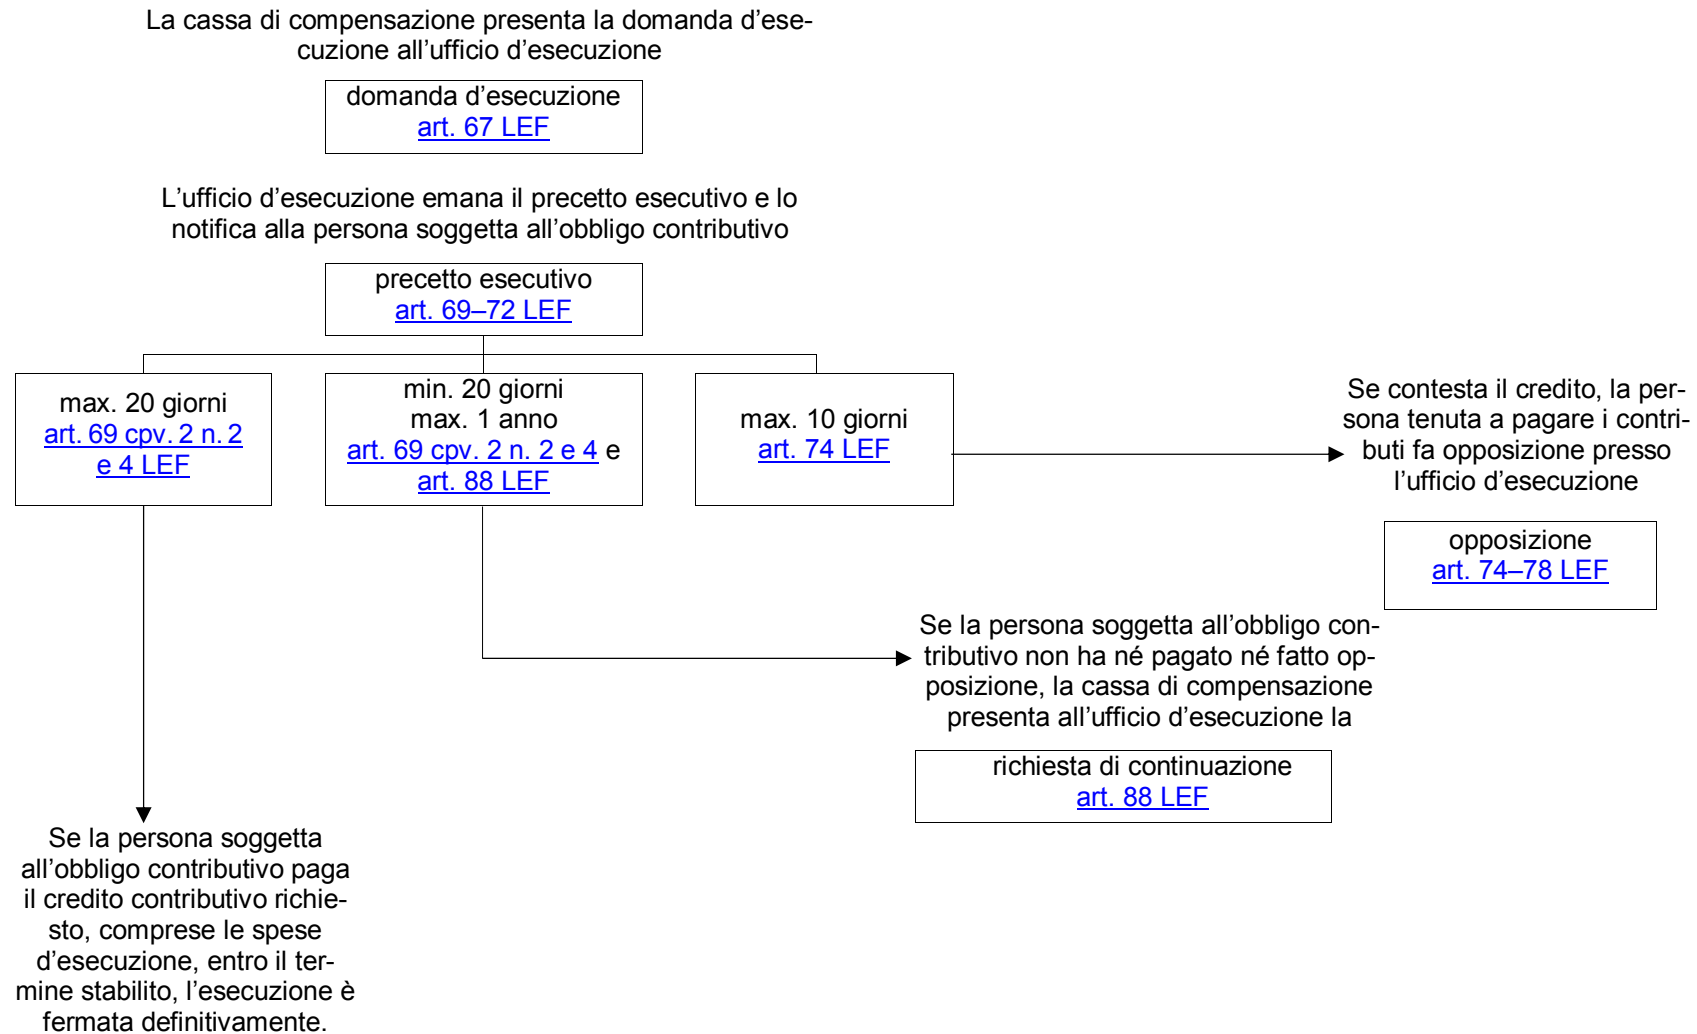 La cassa di compensazione presenta la domanda d’ese-
cuzione all’ufficio d’esecuzione
domanda d’esecuzione
art. 67 LEF
L’ufficio d’esecuzione emana il precetto esecutivo e lo
notifica alla persona soggetta all’obbligo contributivo
precetto esecutivo
art. 69–72 LEF
max. 20 giorni
art. 69 cpv. 2 n. 2
e 4 LEF
min. 20 giorni
max. 1 anno
art. 69 cpv. 2 n. 2 e 4 e
art. 88 LEF
max. 10 giorni
art. 74 LEF
Se contesta il credito, la per-
sona tenuta a pagare i contri-
buti fa opposizione presso
l’ufficio d’esecuzione
opposizione
art. 74–78 LEF
Se la persona soggetta all’obbligo con-
tributivo non ha né pagato né fatto op-
posizione, la cassa di compensazione
presenta all’ufficio d’esecuzione la
richiesta di continuazione
art. 88 LEF
Se la persona soggetta
all’obbligo contributivo paga
il credito contributivo richie-
sto, comprese le spese
d’esecuzione, entro il ter-
mine stabilito, l’esecuzione è
fermata definitivamente.